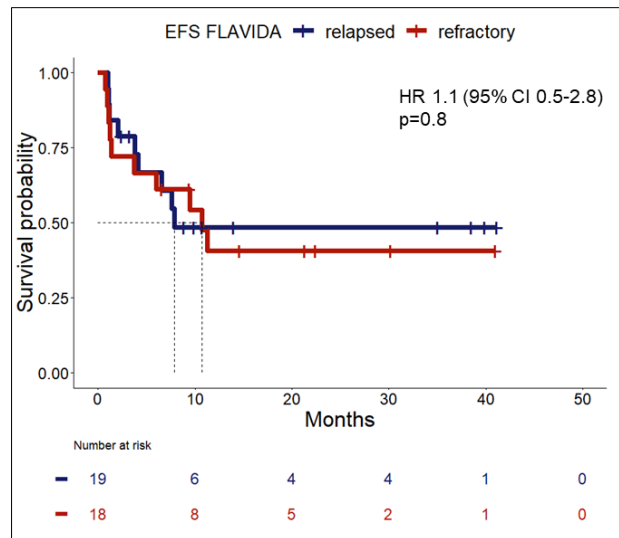 EFS FLAVIDA relapsed refractory
HR 1.1 (95% CI 0.5-2.8)
p=0.8
Survival probability
1.00
0.75
0.50
0.25
0.00
0 10 20 30 40 50
Months
Number at risk
19 6 4 4 1 0
18 8 5 2 1 0